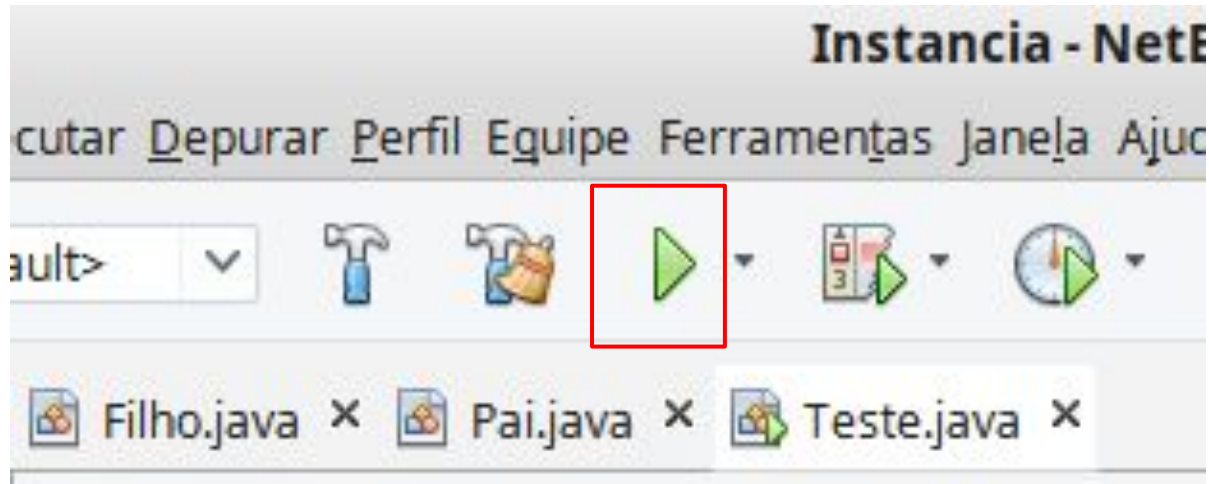 Instancia - NetB
cutar Depurar Perfil Equipe Ferramentas Janela Ajuc
ault>
3
Filho.java Pai.java Teste.java